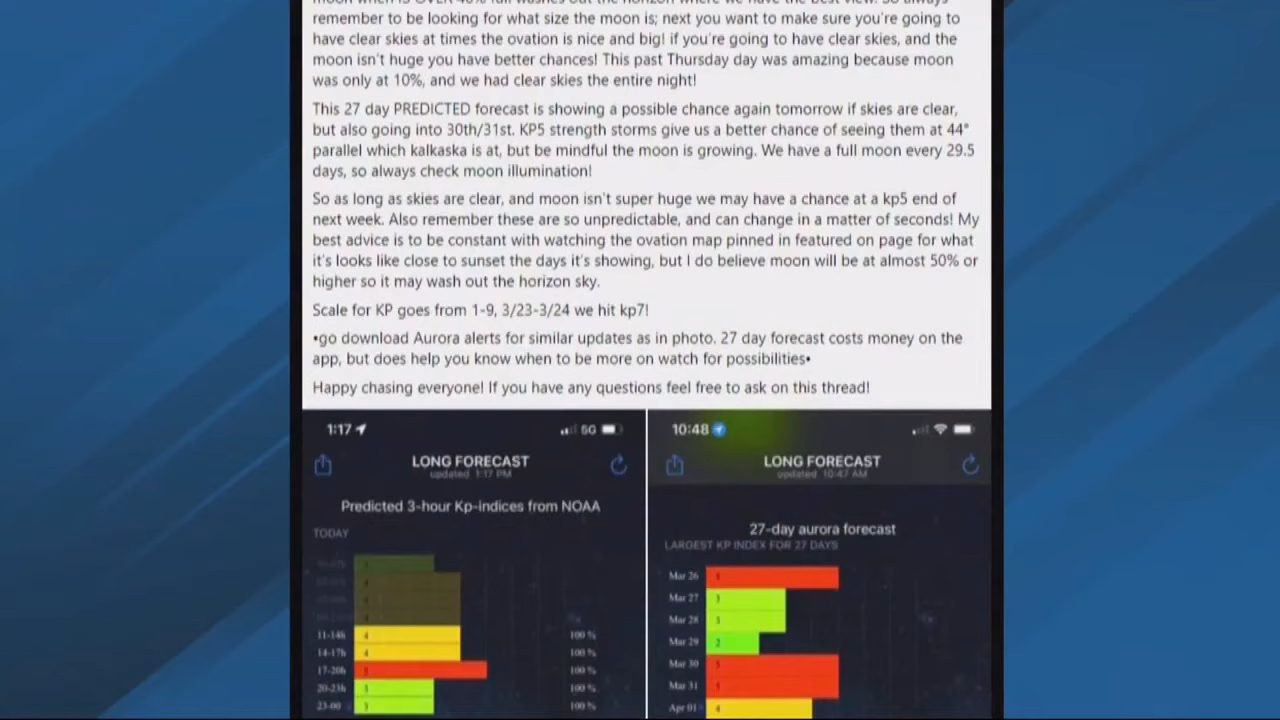 moon when is OVER 40% full washes out the horizon where we have the best view. So always
remember to be looking for what size the moon is; next you want to make sure you're going to
have clear skies at times the ovation is nice and big! if you're going to have clear skies, and the
moon isn't huge you have better chances! This past Thursday day was amazing because moon
was only at 10%, and we had clear skies the entire night!
This 27 day PREDICTED forecast is showing a possible chance again tomorrow if skies are clear,
but also going into 30th/31st. KP5 strength storms give us a better chance of seeing them at 44°
parallel which kalkaska is at, but be mindful the moon is growing. We have a full moon every 29.5
days, so always check moon illumination!
So as long as skies are clear, and moon isn't super huge we may have a chance at a kp5 end of
next week. Also remember these are so unpredictable, and can change in a matter of seconds! My
best advice is to be constant with watching the ovation map pinned in featured on page for what
it's looks like close to sunset the days it's showing, but I do believe moon will be at almost 50% or
higher so it may wash out the horizon sky.
Scale for KP goes from 1-9, 3/23-3/24 we hit kp7!
•go download Aurora alerts for similar updates as in photo. 27 day forecast costs money on the
app, but does help you know when to be more on watch for possibilities•
Happy chasing everyone! If you have any questions feel free to ask on this thread!
1:17 5G
LONG FORECAST
updated 1:17 PM
Predicted 3-hour Kp-indices from NOAA
TODAY
11-14h 4 100 %
14-17h 4 100 %
17-20h 100 %
20-23h 3 100 %
23-00 3 100 %
10:48
LONG FORECAST
updated 10:47 AM
27-day aurora forecast
LARGEST KP INDEX FOR 27 DAYS
Mar 26
Mar 27 3
Mar 28 3
Mar 29 2
Mar 30 5
Mar 31
Apr 01 4